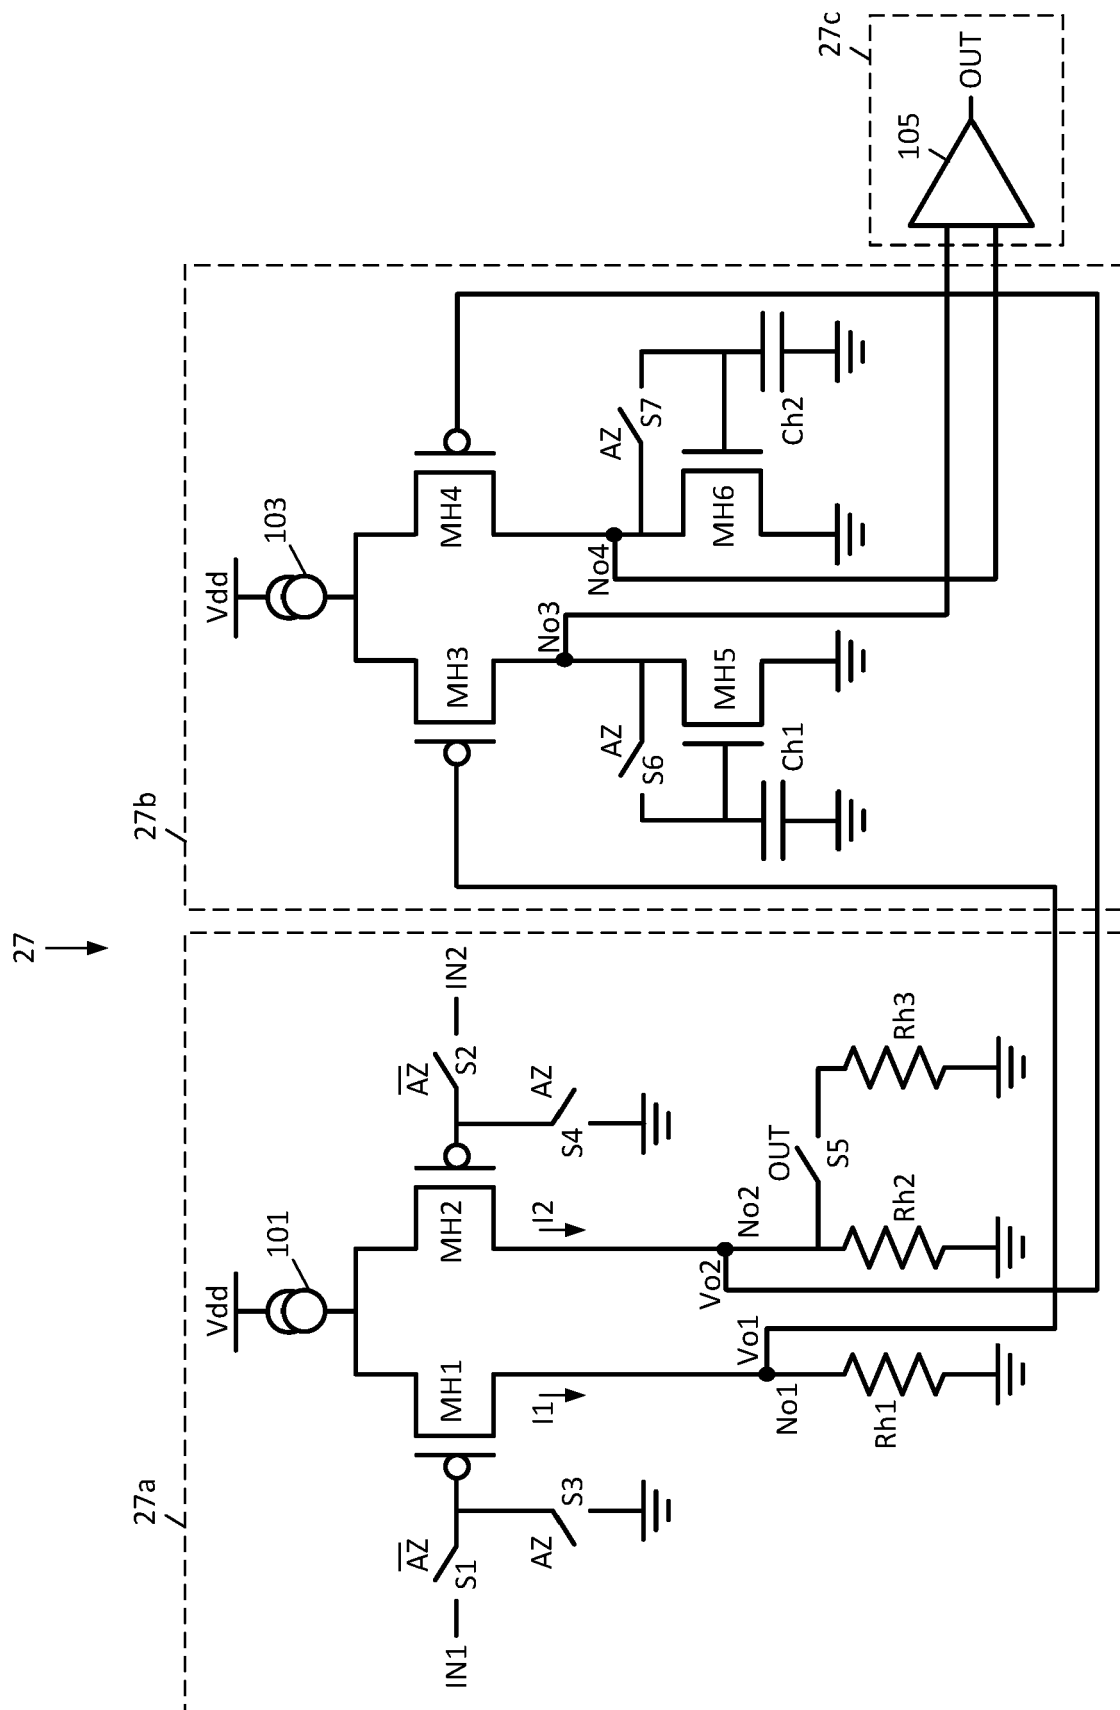 27
27a
Vdd
101
IN1
A̅Z̅
S1
AZ
S3
MH1
MH2
A̅Z̅
S2
IN2
AZ
S4
I1
I2
Vo1
No1
Vo2
No2
OUT
S5
Rh1
Rh2
Rh3
27b
Vdd
103
MH3
MH4
No3
No4
AZ
S6
AZ
S7
MH5
MH6
Ch1
Ch2
27c
105
OUT